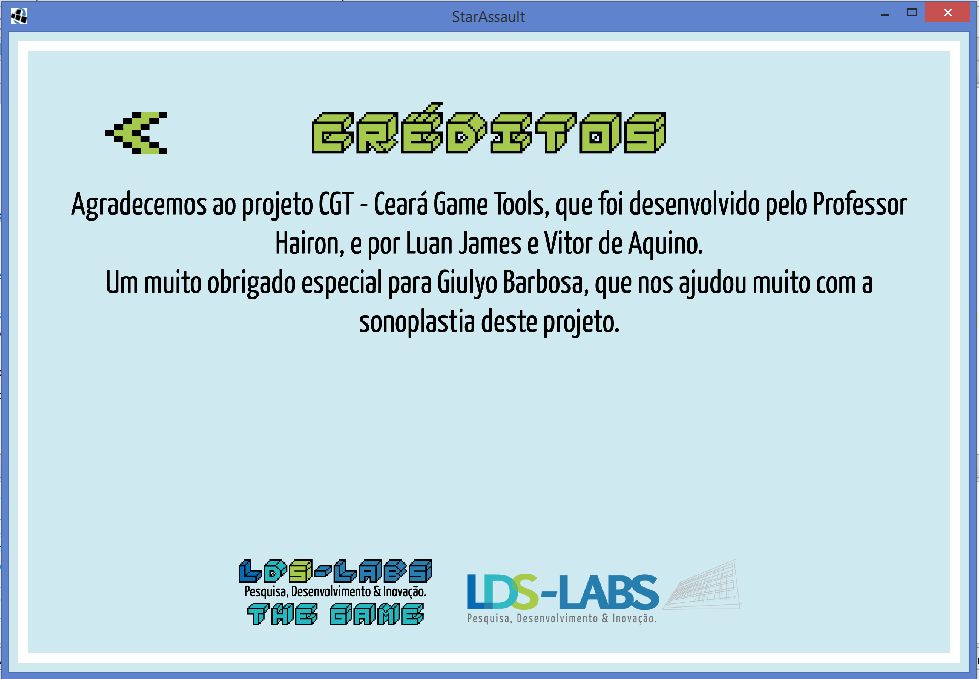 StarAssault
CRÉDITOS
Agradecemos ao projeto CGT - Ceará Game Tools, que foi desenvolvido pelo Professor
Hairon, e por Luan James e Vitor de Aquino.
Um muito obrigado especial para Giulyo Barbosa, que nos ajudou muito com a
sonoplastia deste projeto.
LDS-LABS
Pesquisa, Desenvolvimento & Inovação.
THE GAME
LDS-LABS
Pesquisa, Desenvolvimento & Inovação.